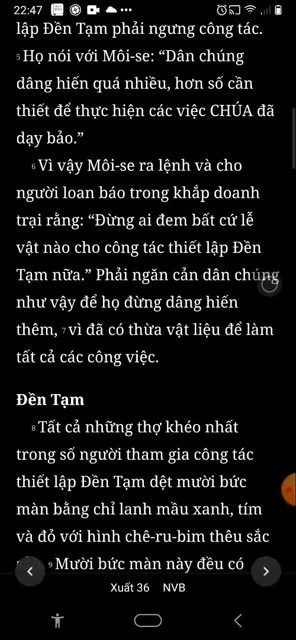 22:47
lập Đền Tạm phải ngưng công tác.
5 Họ nói với Môi-se: “Dân chúng
dâng hiến quá nhiều, hơn số cần
thiết để thực hiện các việc CHÚA đã
dạy bảo.”
6 Vì vậy Môi-se ra lệnh và cho
người loan báo trong khắp doanh
trại rằng: “Đừng ai đem bất cứ lễ
vật nào cho công tác thiết lập Đền
Tạm nữa.” Phải ngăn cản dân chúng
như vậy để họ đừng dâng hiến
thêm, 7 vì đã có thừa vật liệu để làm
tất cả các công việc.
Đền Tạm
8 Tất cả những thợ khéo nhất
trong số người tham gia công tác
thiết lập Đền Tạm dệt mười bức
màn bằng chỉ lanh mầu xanh, tím
và đỏ với hình chê-ru-bim thêu sắc
9 Mười bức màn này đều có
Xuất 36 NVB